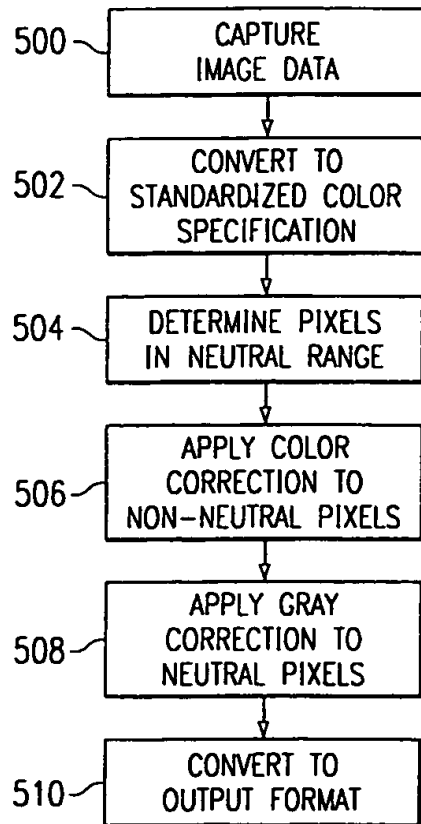 500
CAPTURE
IMAGE DATA
502
CONVERT TO
STANDARDIZED COLOR
SPECIFICATION
504
DETERMINE PIXELS
IN NEUTRAL RANGE
506
APPLY COLOR
CORRECTION TO
NON-NEUTRAL PIXELS
508
APPLY GRAY
CORRECTION TO
NEUTRAL PIXELS
510
CONVERT TO
OUTPUT FORMAT